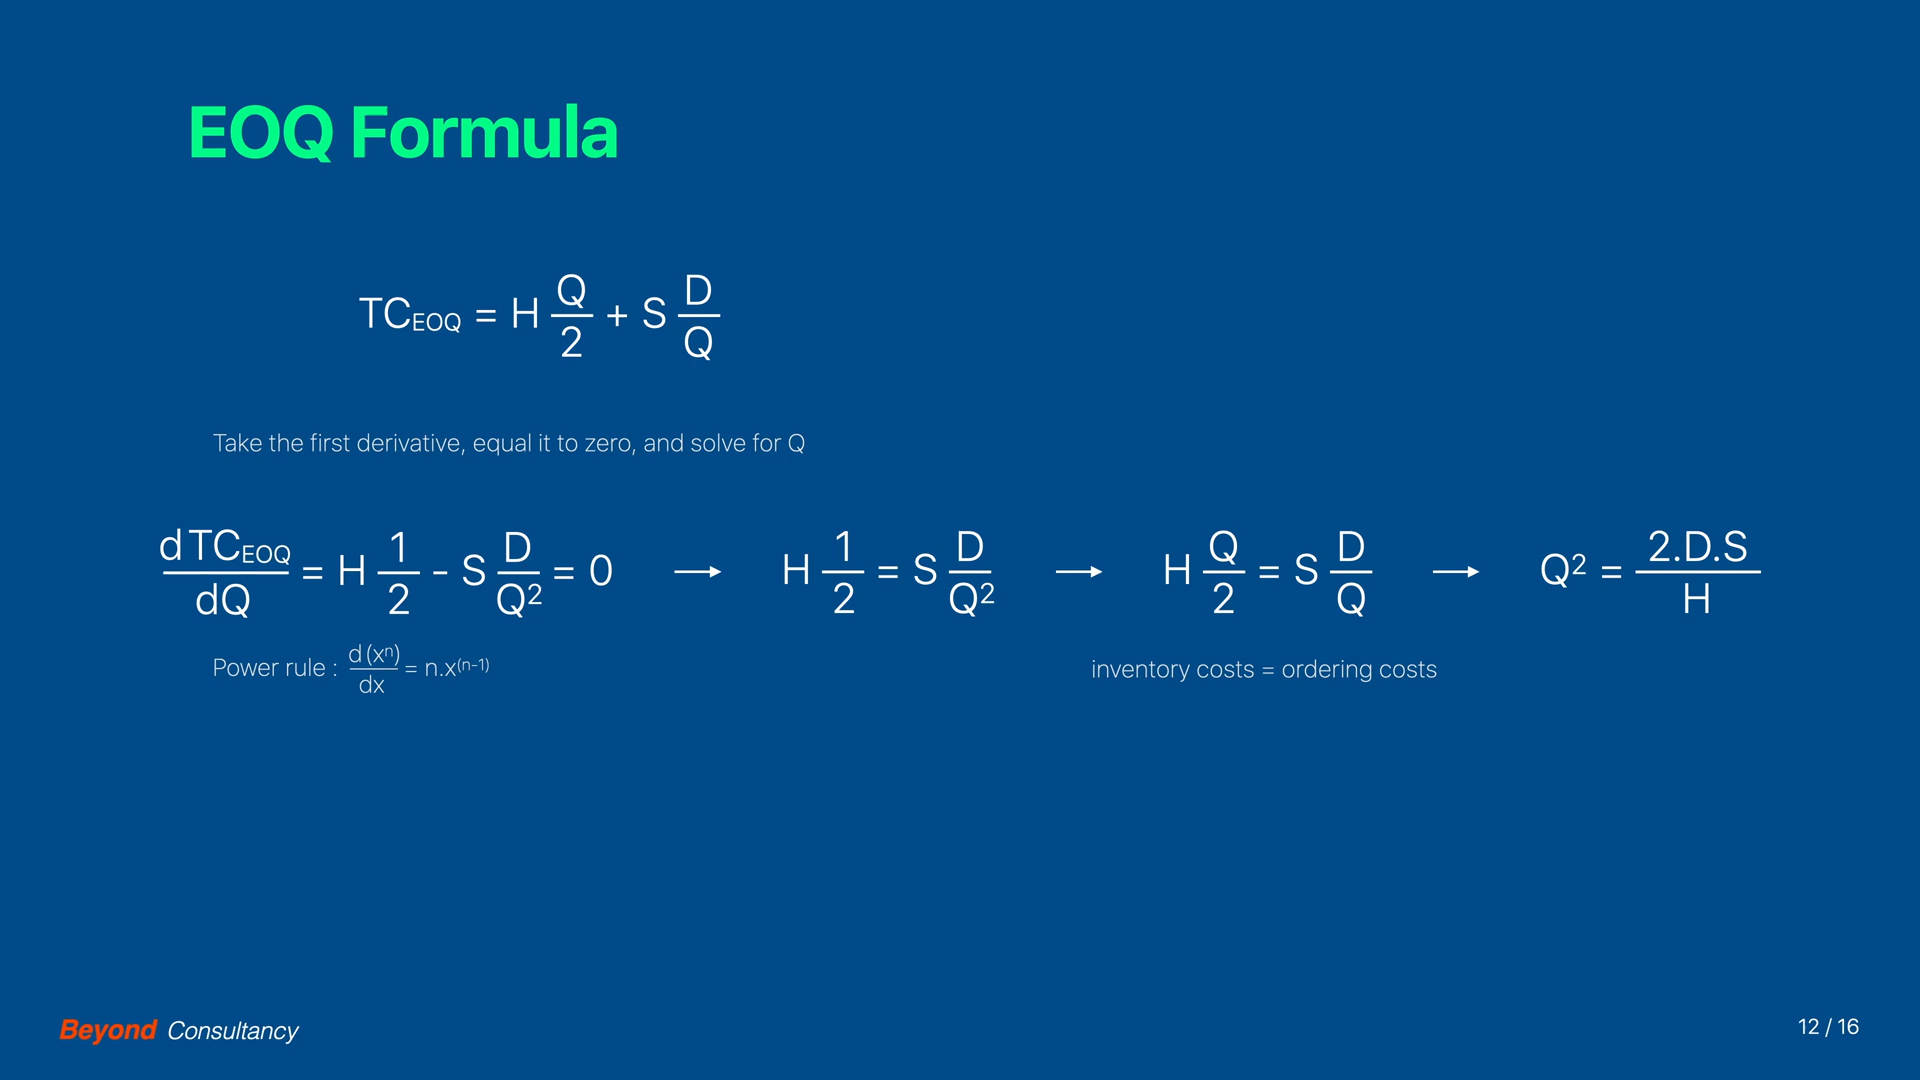 EOQ Formula
TCEOQ = H Q/2 + S D/Q
Take the first derivative, equal it to zero, and solve for Q
d TCEOQ/dQ = H 1/2 - S D/Q² = 0 → H 1/2 = S D/Q² → H Q/2 = S D/Q → Q² = 2.D.S/H
Power rule : d (xⁿ)/dx = n.x⁽ⁿ⁻¹⁾
inventory costs = ordering costs
Beyond Consultancy
12 / 16